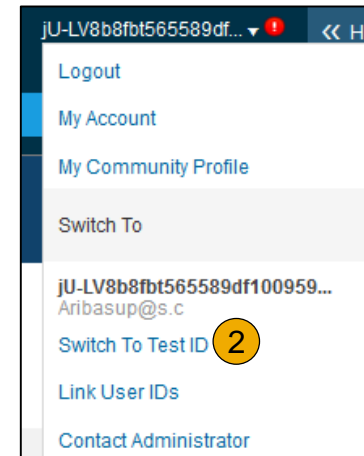 jU-LV8b8fbt565589df... ▾ ! « H
Logout
My Account
My Community Profile
Switch To
jU-LV8b8fbt565589df100959...
Aribasup@s.c
Switch To Test ID 2
Link User IDs
Contact Administrator